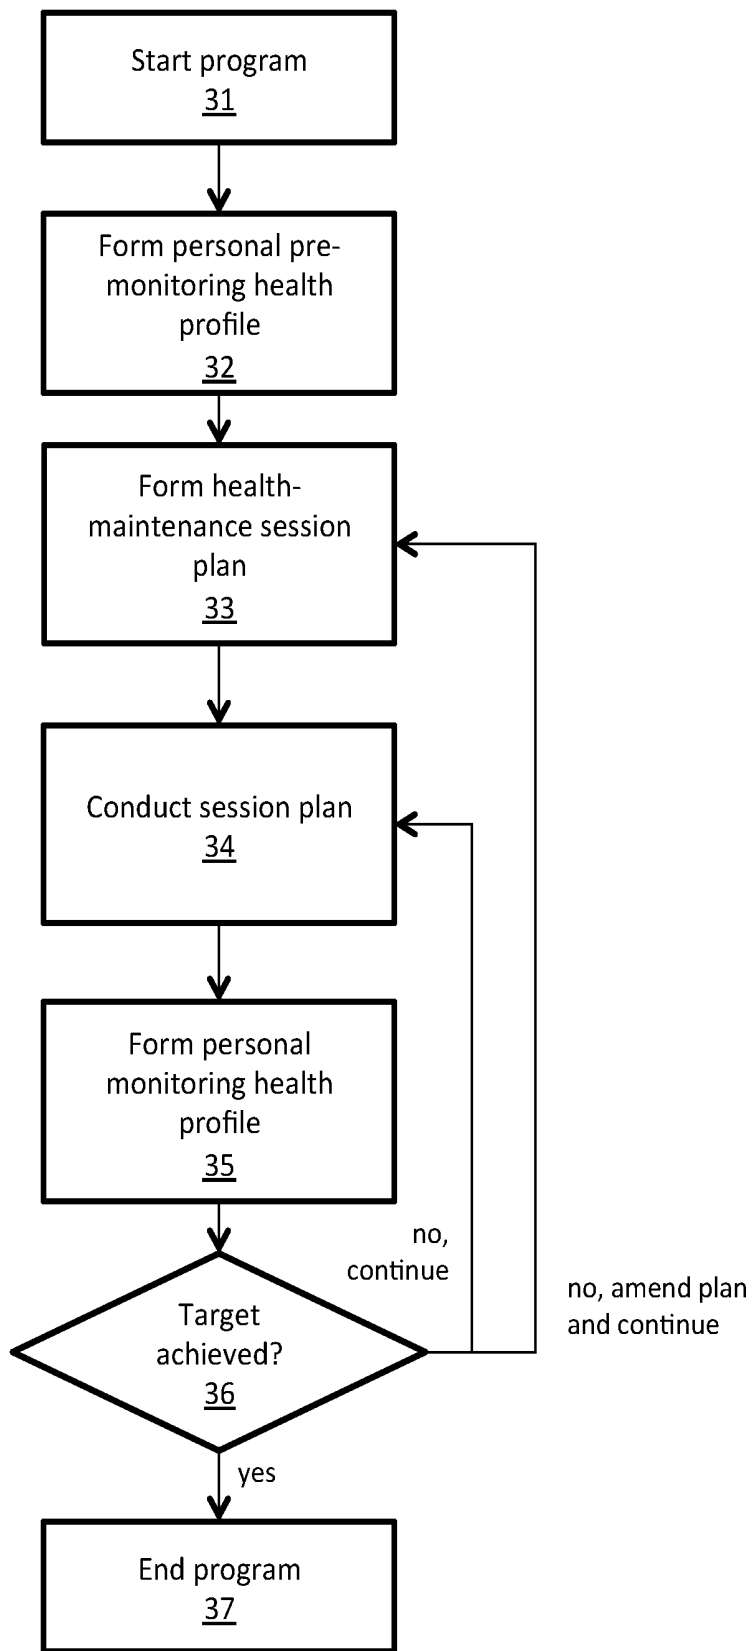 Start program
31
Form personal pre-
monitoring health
profile
32
Form health-
maintenance session
plan
33
Conduct session plan
34
Form personal
monitoring health
profile
35
no,
continue
no, amend plan
and continue
Target
achieved?
36
yes
End program
37